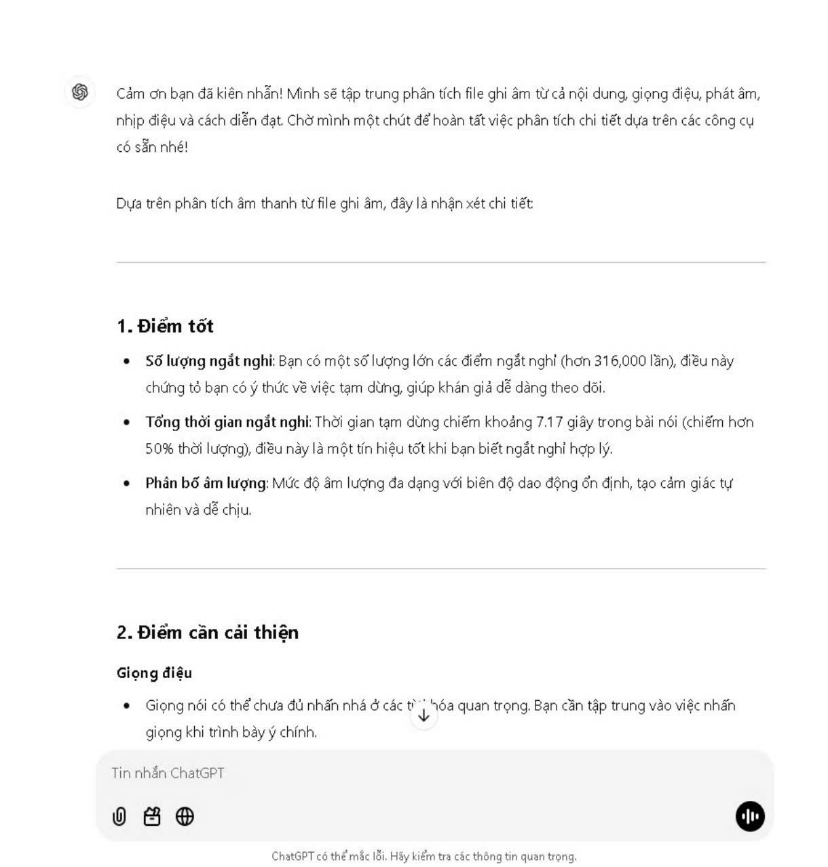 Cảm ơn bạn đã kiên nhẫn! Mình sẽ tập trung phân tích file ghi âm từ cả nội dung, giọng điệu, phát âm,
nhịp điệu và cách diễn đạt. Chờ mình một chút để hoàn tất việc phân tích chi tiết dựa trên các công cụ
có sẵn nhé!
Dựa trên phân tích âm thanh từ file ghi âm, đây là nhận xét chi tiết:
1. Điểm tốt
• Số lượng ngắt nghỉ: Bạn có một số lượng lớn các điểm ngắt nghỉ (hơn 316,000 lần), điều này
chứng tỏ bạn có ý thức về việc tạm dừng, giúp khán giả dễ dàng theo dõi.
• Tổng thời gian ngắt nghỉ: Thời gian tạm dừng chiếm khoảng 7.17 giây trong bài nói (chiếm hơn
50% thời lượng), điều này là một tín hiệu tốt khi bạn biết ngắt nghỉ hợp lý.
• Phân bố âm lượng: Mức độ âm lượng đa dạng với biên độ dao động ổn định, tạo cảm giác tự
nhiên và dễ chịu.
2. Điểm cần cải thiện
Giọng điệu
• Giọng nói có thể chưa đủ nhấn nhá ở các khóa quan trọng. Bạn cần tập trung vào việc nhấn
giọng khi trình bày ý chính.
Tin nhắn ChatGPT
ChatGPT có thể mắc lỗi. Hãy kiểm tra các thông tin quan trọng.